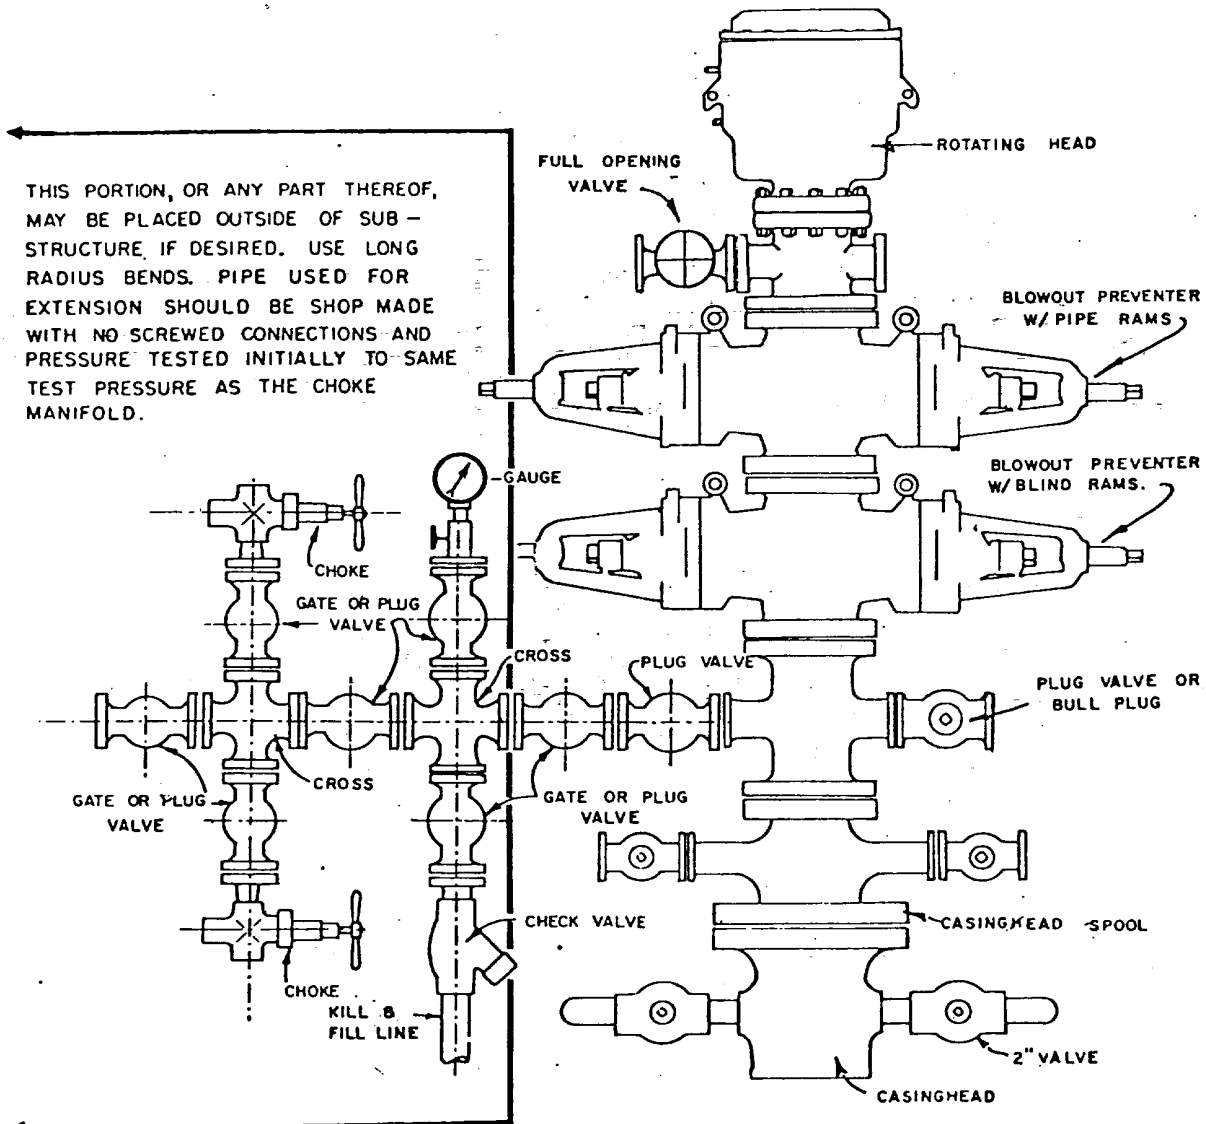 ROTATING HEAD
FULL OPENING
VALVE
THIS PORTION, OR ANY PART THEREOF,
MAY BE PLACED OUTSIDE OF SUB-
STRUCTURE IF DESIRED. USE LONG
RADIUS BENDS. PIPE USED FOR
EXTENSION SHOULD BE SHOP MADE
WITH NO SCREWED CONNECTIONS AND
PRESSURE TESTED INITIALLY TO SAME
TEST PRESSURE AS THE CHOKE
MANIFOLD.
BLOWOUT PREVENTER
W/ PIPE RAMS
BLOWOUT PREVENTER
W/ BLIND RAMS.
GAUGE
CHOKE
GATE OR PLUG
VALVE
CROSS
PLUG VALVE
PLUG VALVE OR
BULL PLUG
CROSS
GATE OR PLUG
VALVE
GATE OR PLUG
VALVE
CHECK VALVE
CASINGHEAD SPOOL
CHOKE
KILL &
FILL LINE
2" VALVE
CASINGHEAD